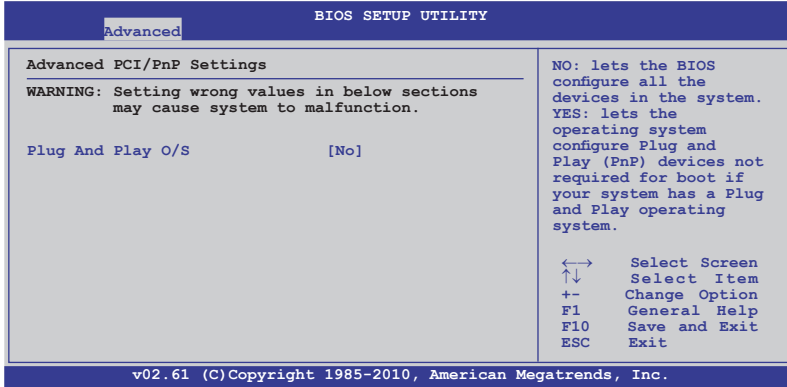 BIOS SETUP UTILITY
Advanced
Advanced PCI/PnP Settings
WARNING: Setting wrong values in below sections
may cause system to malfunction.
Plug And Play O/S [No]
NO: lets the BIOS
configure all the
devices in the system.
YES: lets the
operating system
configure Plug and
Play (PnP) devices not
required for boot if
your system has a Plug
and Play operating
system.
←→ Select Screen
↑↓ Select Item
+- Change Option
F1 General Help
F10 Save and Exit
ESC Exit
v02.61 (C)Copyright 1985-2010, American Megatrends, Inc.